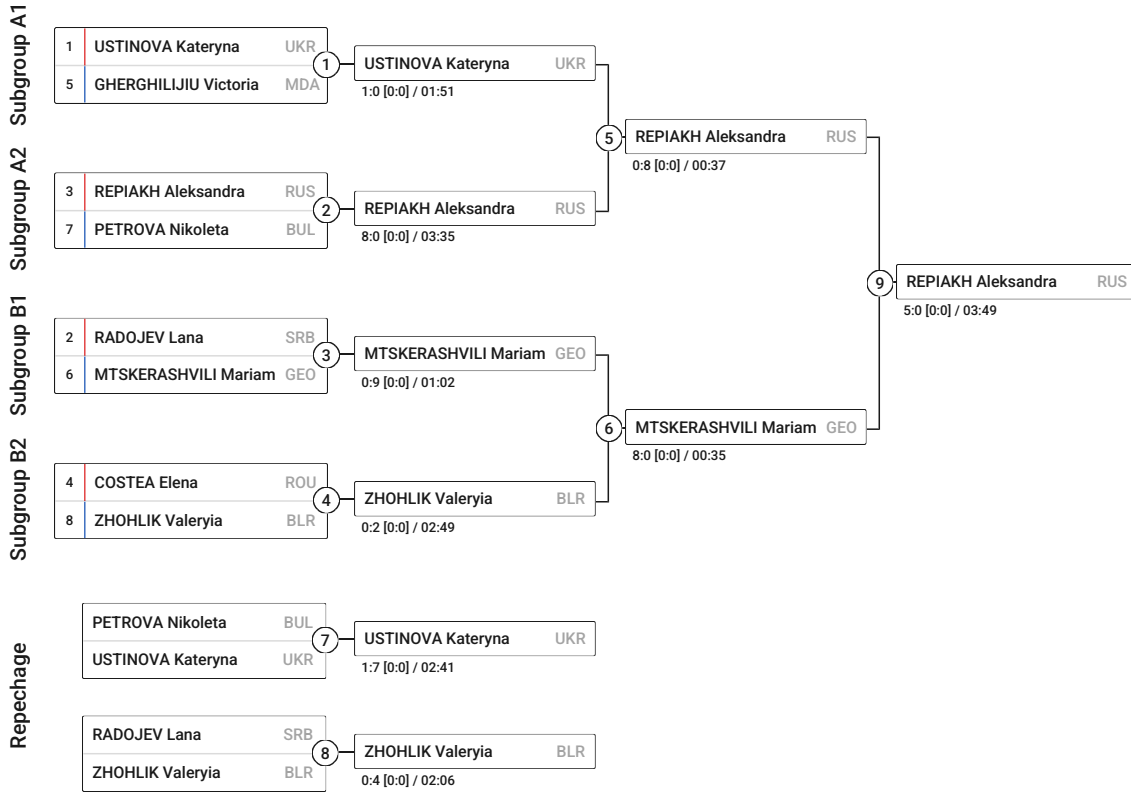 Subgroup A1
1 USTINOVA Kateryna UKR
5 GHERGHILIJIU Victoria MDA
1
USTINOVA Kateryna UKR
1:0 [0:0] / 01:51
Subgroup A2
3 REPIAKH Aleksandra RUS
7 PETROVA Nikoleta BUL
2
REPIAKH Aleksandra RUS
8:0 [0:0] / 03:35
5
REPIAKH Aleksandra RUS
0:8 [0:0] / 00:37
Subgroup B1
2 RADOJEV Lana SRB
6 MTSKERASHVILI Mariam GEO
3
MTSKERASHVILI Mariam GEO
0:9 [0:0] / 01:02
Subgroup B2
4 COSTEA Elena ROU
8 ZHOHLIK Valeryia BLR
4
ZHOHLIK Valeryia BLR
0:2 [0:0] / 02:49
6
MTSKERASHVILI Mariam GEO
8:0 [0:0] / 00:35
9
REPIAKH Aleksandra RUS
5:0 [0:0] / 03:49
Repechage
PETROVA Nikoleta BUL
USTINOVA Kateryna UKR
7
USTINOVA Kateryna UKR
1:7 [0:0] / 02:41
RADOJEV Lana SRB
ZHOHLIK Valeryia BLR
8
ZHOHLIK Valeryia BLR
0:4 [0:0] / 02:06